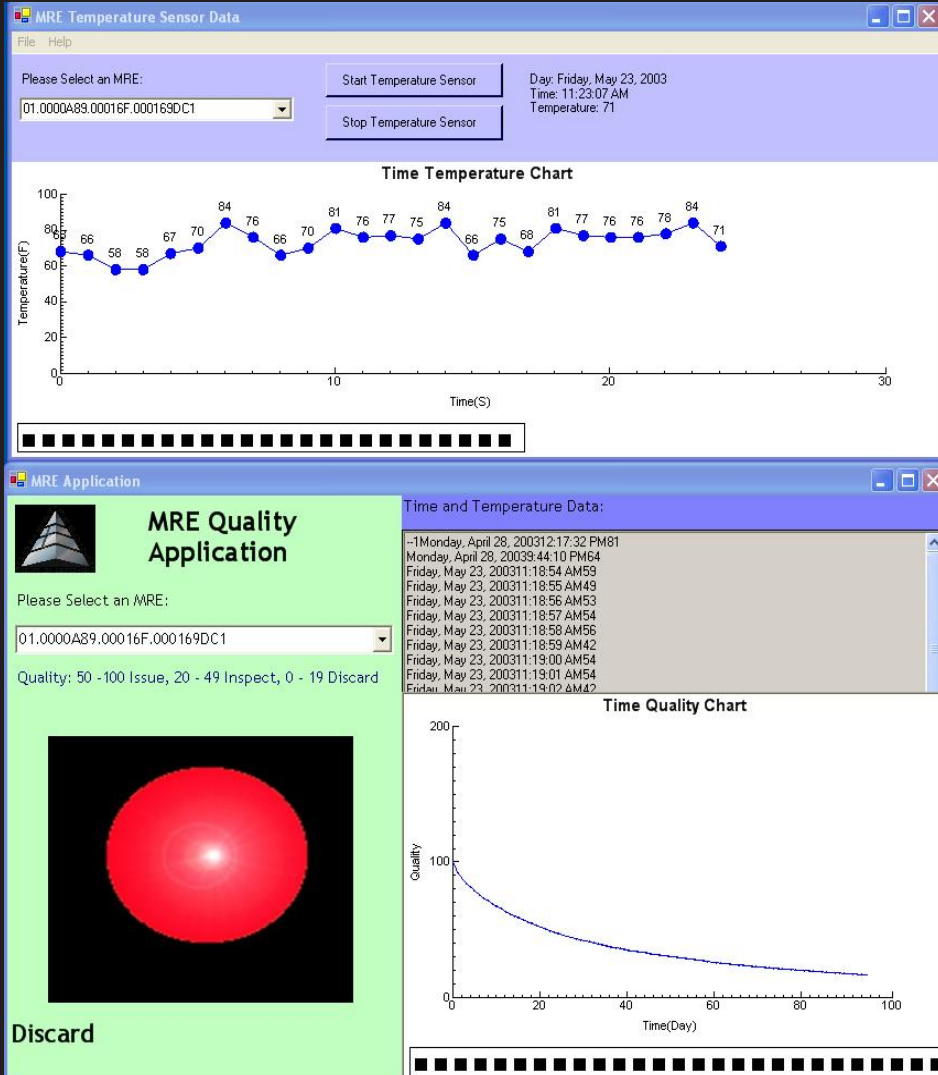 MRE Temperature Sensor Data
File Help
Please Select an MRE:
01.0000A89.00016F.000169DC1
Start Temperature Sensor
Stop Temperature Sensor
Day: Friday, May 23, 2003
Time: 11:23:07 AM
Temperature: 71
Time Temperature Chart
Temperature(F)
100
80
60
40
20
0
66 58 58 67 70 84 76 66 70 81 76 77 75 84 66 75 68 81 77 76 76 78 84 71
0 10 20 30
Time(S)
MRE Application
MRE Quality
Application
Please Select an MRE:
01.0000A89.00016F.000169DC1
Quality: 50 -100 Issue, 20 - 49 Inspect, 0 - 19 Discard
Discard
Time and Temperature Data:
--1Monday, April 28, 200312:17:32 PM81
Monday, April 28, 20039:44:10 PM64
Friday, May 23, 200311:18:54 AM59
Friday, May 23, 200311:18:55 AM49
Friday, May 23, 200311:18:56 AM53
Friday, May 23, 200311:18:57 AM54
Friday, May 23, 200311:18:58 AM56
Friday, May 23, 200311:18:59 AM42
Friday, May 23, 200311:19:00 AM54
Friday, May 23, 200311:19:01 AM54
Friday, May 23, 200311:19:02 AM42
Time Quality Chart
Quality
200
100
0
0 20 40 60 80 100
Time(Day)